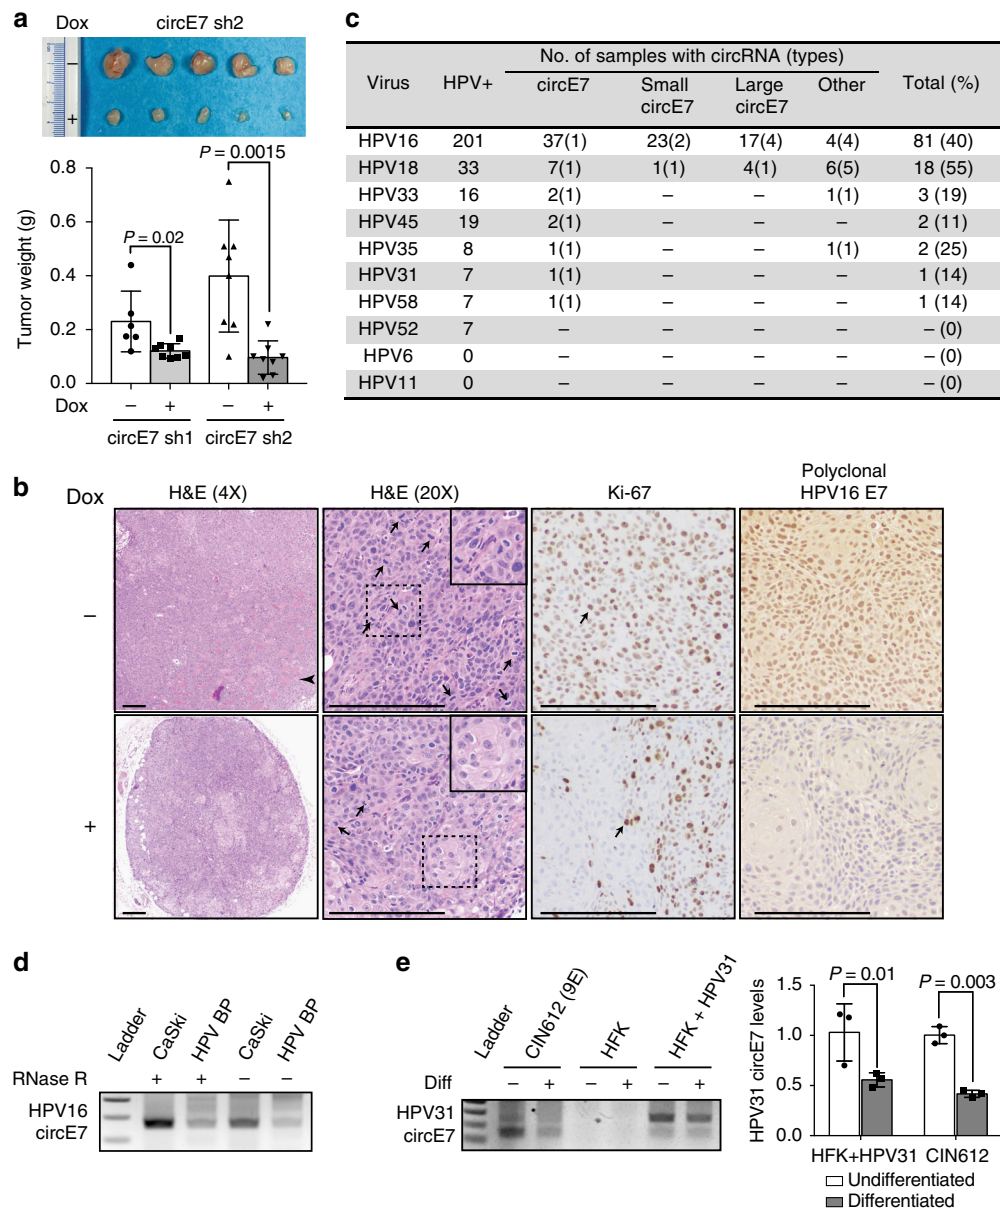 a
Dox
circE7 sh2
–
+
P = 0.0015
P = 0.02
Tumor weight (g)
0.8
0.6
0.4
0.2
0.0
Dox – + – +
circE7 sh1 circE7 sh2
c
No. of samples with circRNA (types)
Virus HPV+ circE7 Small circE7 Large circE7 Other Total (%)
HPV16 201 37(1) 23(2) 17(4) 4(4) 81 (40)
HPV18 33 7(1) 1(1) 4(1) 6(5) 18 (55)
HPV33 16 2(1) – – 1(1) 3 (19)
HPV45 19 2(1) – – – 2 (11)
HPV35 8 1(1) – – 1(1) 2 (25)
HPV31 7 1(1) – – – 1 (14)
HPV58 7 1(1) – – – 1 (14)
HPV52 7 – – – – – (0)
HPV6 0 – – – – – (0)
HPV11 0 – – – – – (0)
b
Dox
H&E (4X)
H&E (20X)
Ki-67
Polyclonal
HPV16 E7
–
+
d
Ladder
CaSki
HPV BP
CaSki
HPV BP
RNase R + + – –
HPV16
circE7
e
Ladder
CIN612 (9E)
HFK
HFK + HPV31
Diff – + – + – +
HPV31
circE7
HPV31 circE7 levels
1.5
1.0
0.5
0.0
P = 0.01
P = 0.003
HFK+HPV31 CIN612
Undifferentiated
Differentiated